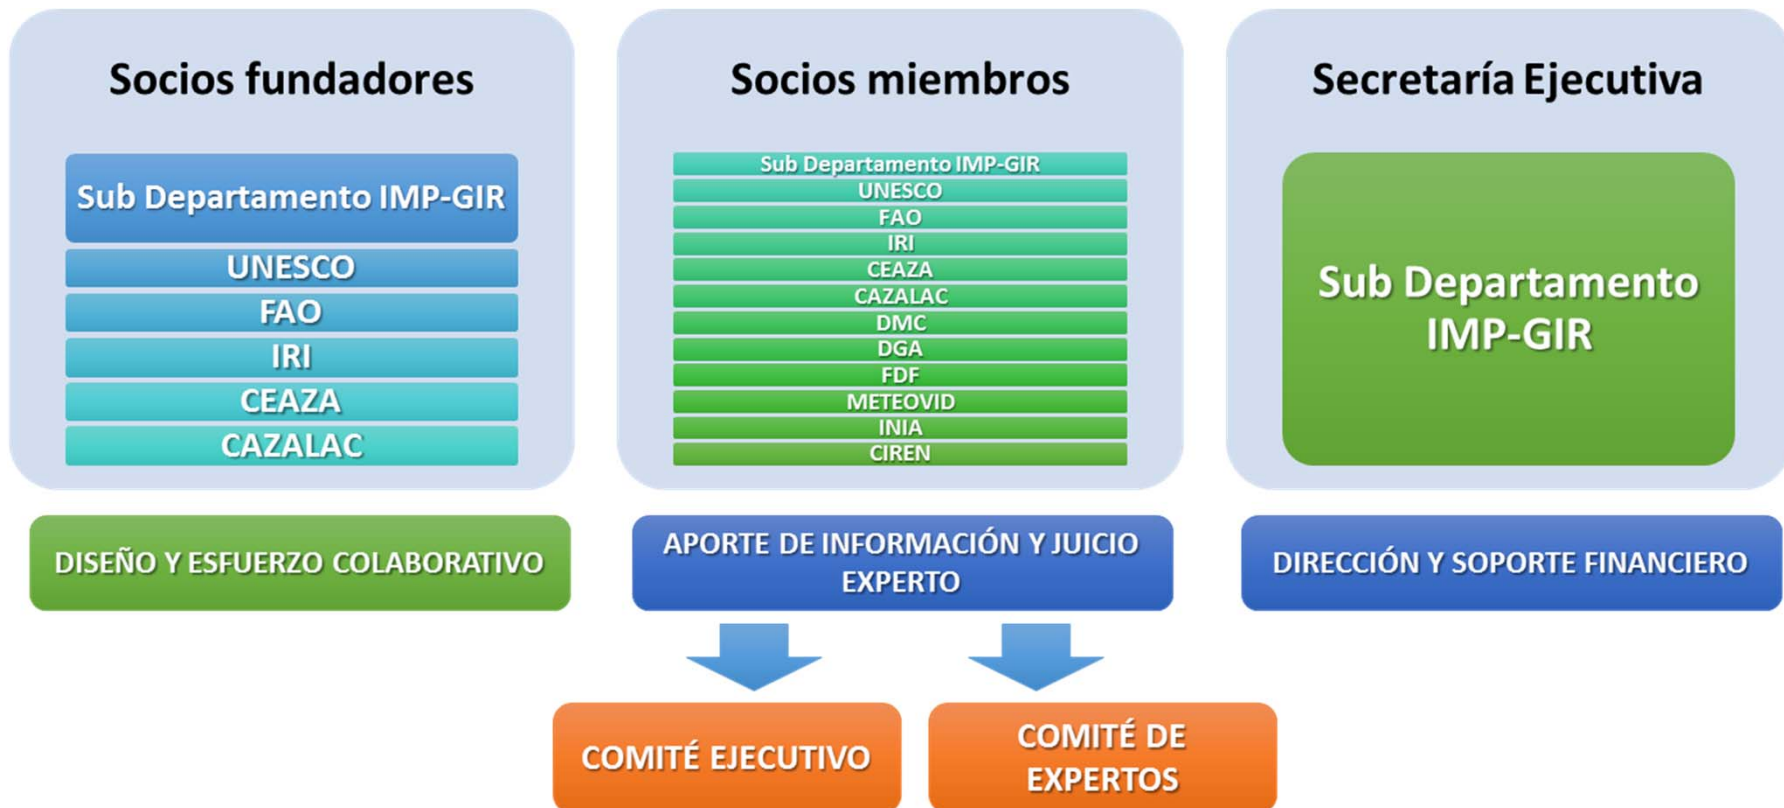 Socios fundadores
Sub Departamento IMP-GIR
UNESCO
FAO
IRI
CEAZA
CAZALAC
DISEÑO Y ESFUERZO COLABORATIVO
Socios miembros
Sub Departamento IMP-GIR
UNESCO
FAO
IRI
CEAZA
CAZALAC
DMC
DGA
FDF
METEOVID
INIA
CIREN
APORTE DE INFORMACIÓN Y JUICIO
EXPERTO
Secretaría Ejecutiva
Sub Departamento
IMP-GIR
DIRECCIÓN Y SOPORTE FINANCIERO
COMITÉ EJECUTIVO
COMITÉ DE
EXPERTOS